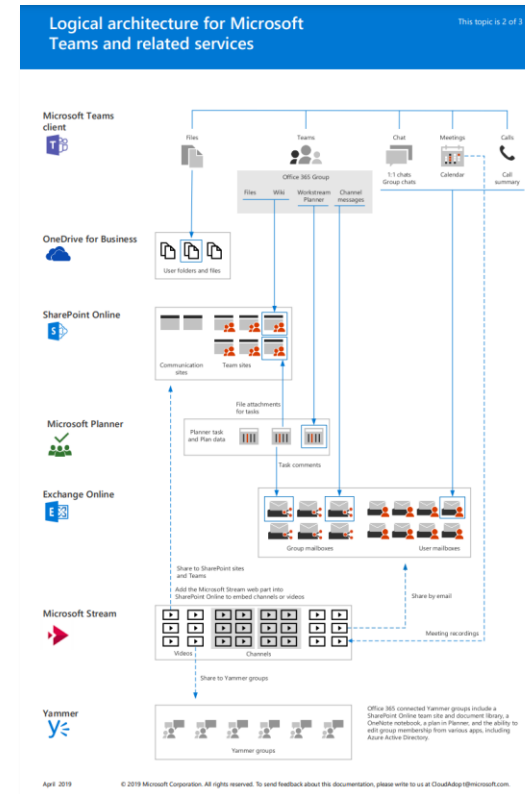 Logical architecture for Microsoft
Teams and related services
This topic is 2 of 3
Microsoft Teams
client
Files
Teams
Chat
Meetings
Calls
Office 365 Group
1:1 chats
Group chats
Calendar
Call
summary
Files
Wiki
Workstream
Planner
Channel
messages
OneDrive for Business
User folders and files
SharePoint Online
Communication
sites
Team sites
File attachments
for tasks
Microsoft Planner
Planner task
and Plan data
Task comments
Exchange Online
Group mailboxes
User mailboxes
Share to SharePoint sites
and Teams
Add the Microsoft Stream web part into
SharePoint Online to embed channels or videos
Share by email
Microsoft Stream
Meeting recordings
Videos
Channels
Share to Yammer groups
Yammer
Yammer groups
Office 365 connected Yammer groups include a
SharePoint Online team site and document library, a
OneNote notebook, a plan in Planner, and the ability to
edit group membership from various apps, including
Azure Active Directory.
April 2019
© 2019 Microsoft Corporation. All rights reserved. To send feedback about this documentation, please write to us at CloudAdopt@microsoft.com.